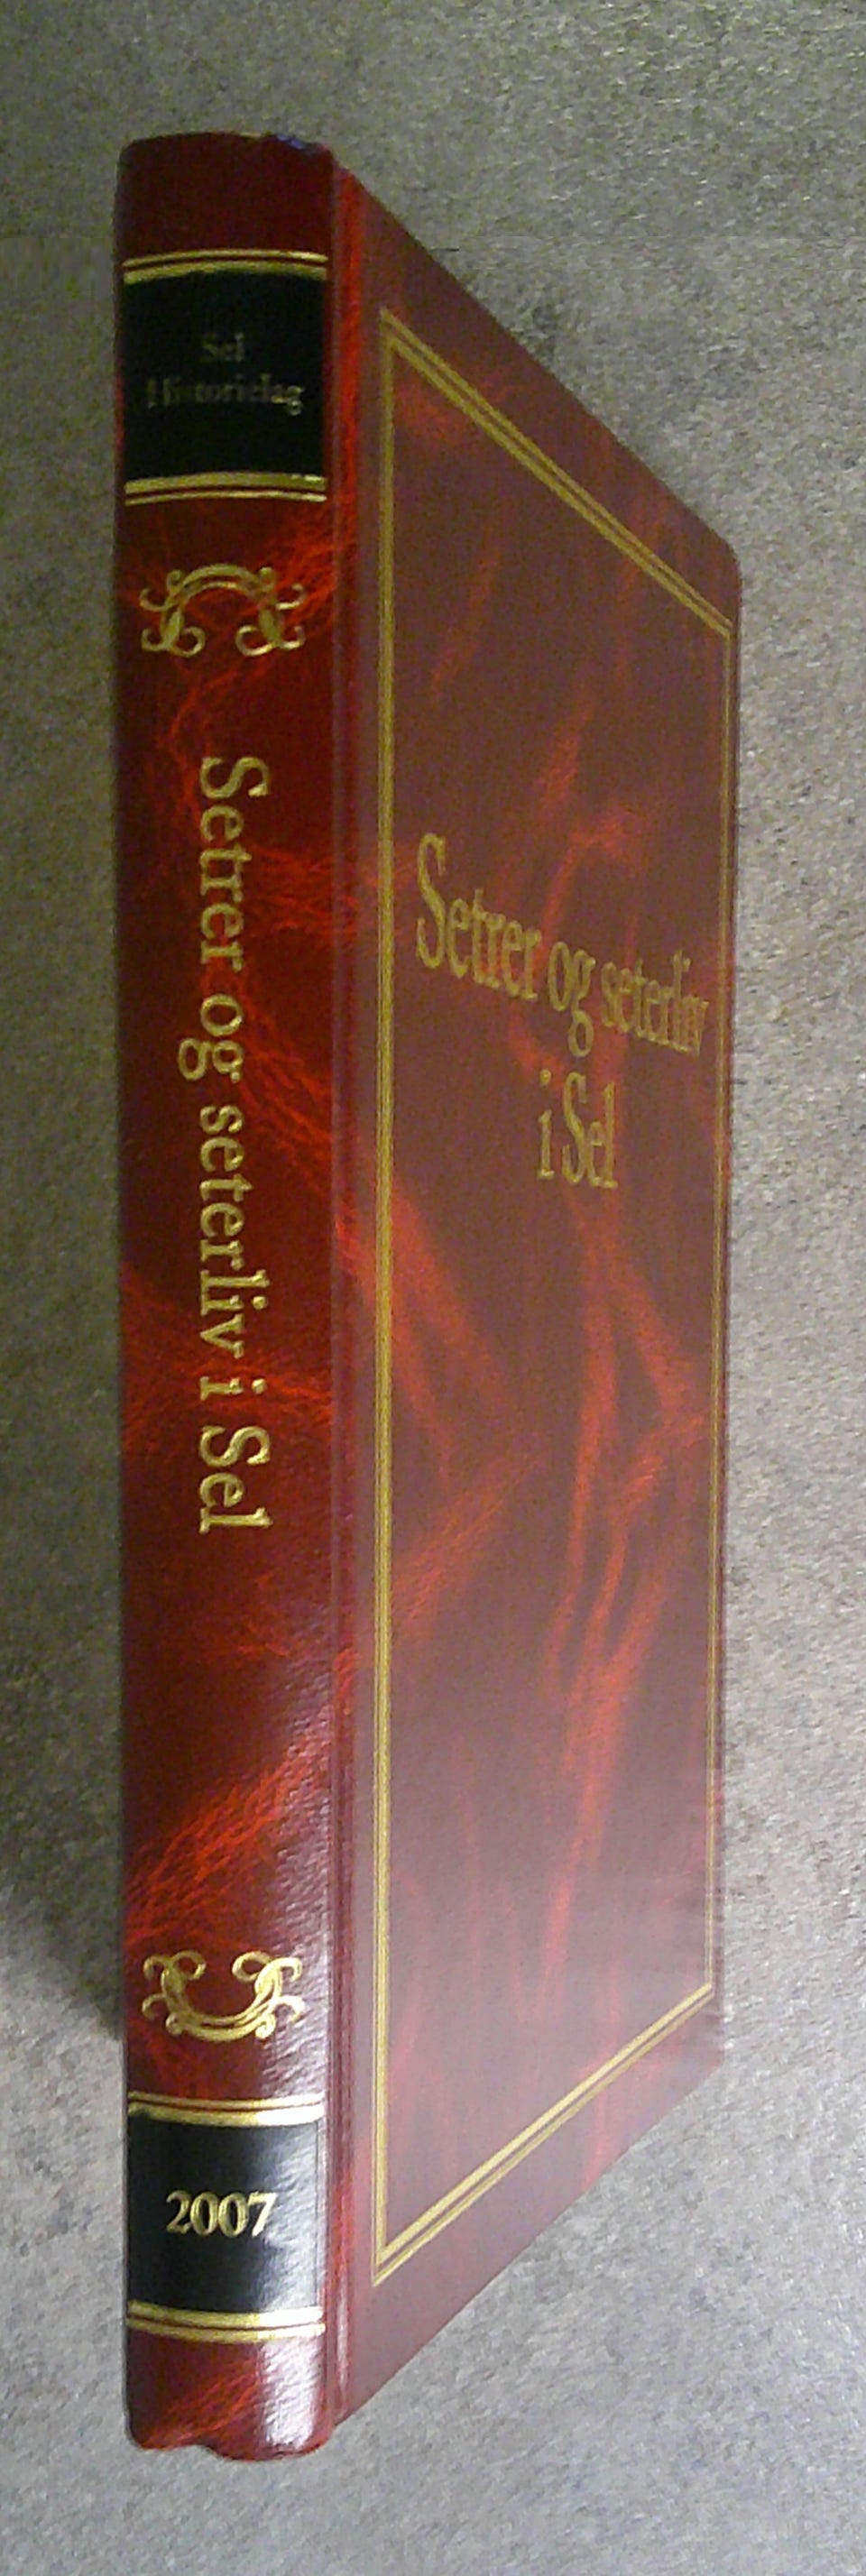 Sel
Historielag
Setrer og seterliv i Sel
2007
Setrer og seterliv
i Sel